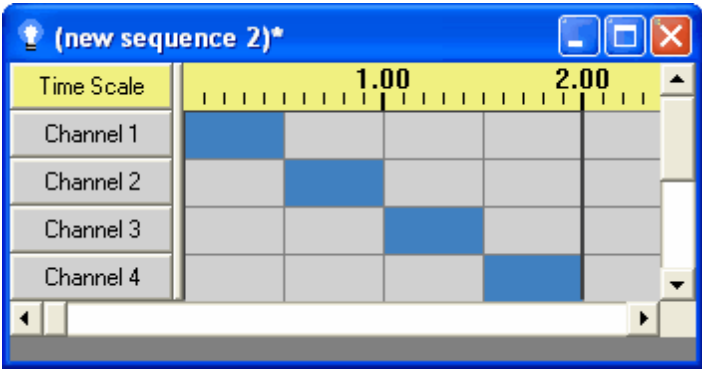 (new sequence 2)*
Time Scale 1.00 2.00
Channel 1
Channel 2
Channel 3
Channel 4